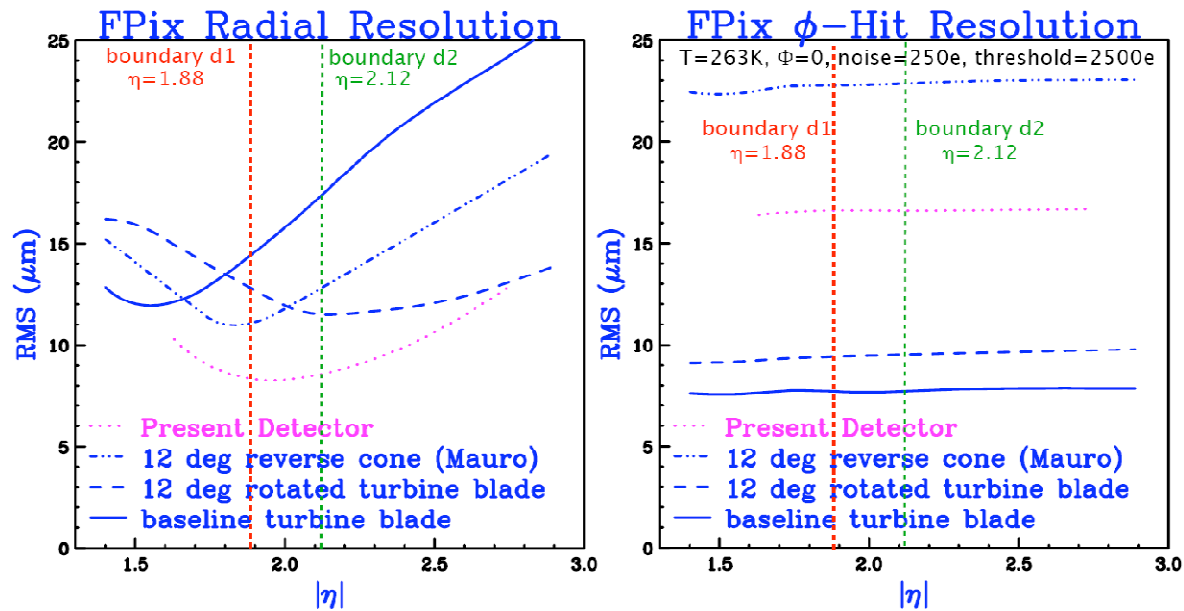 FPix Radial Resolution
25
20
15
10
5
0
boundary d1
η=1.88
boundary d2
η=2.12
RMS (μm)
Present Detector
12 deg reverse cone (Mauro)
12 deg rotated turbine blade
baseline turbine blade
1.5
2.0
2.5
3.0
|η|
FPix ϕ-Hit Resolution
T=263K, Φ=0, noise=250e, threshold=2500e
25
20
15
10
5
0
boundary d1
η=1.88
boundary d2
η=2.12
RMS (μm)
Present Detector
12 deg reverse cone (Mauro)
12 deg rotated turbine blade
baseline turbine blade
1.5
2.0
2.5
3.0
|η|